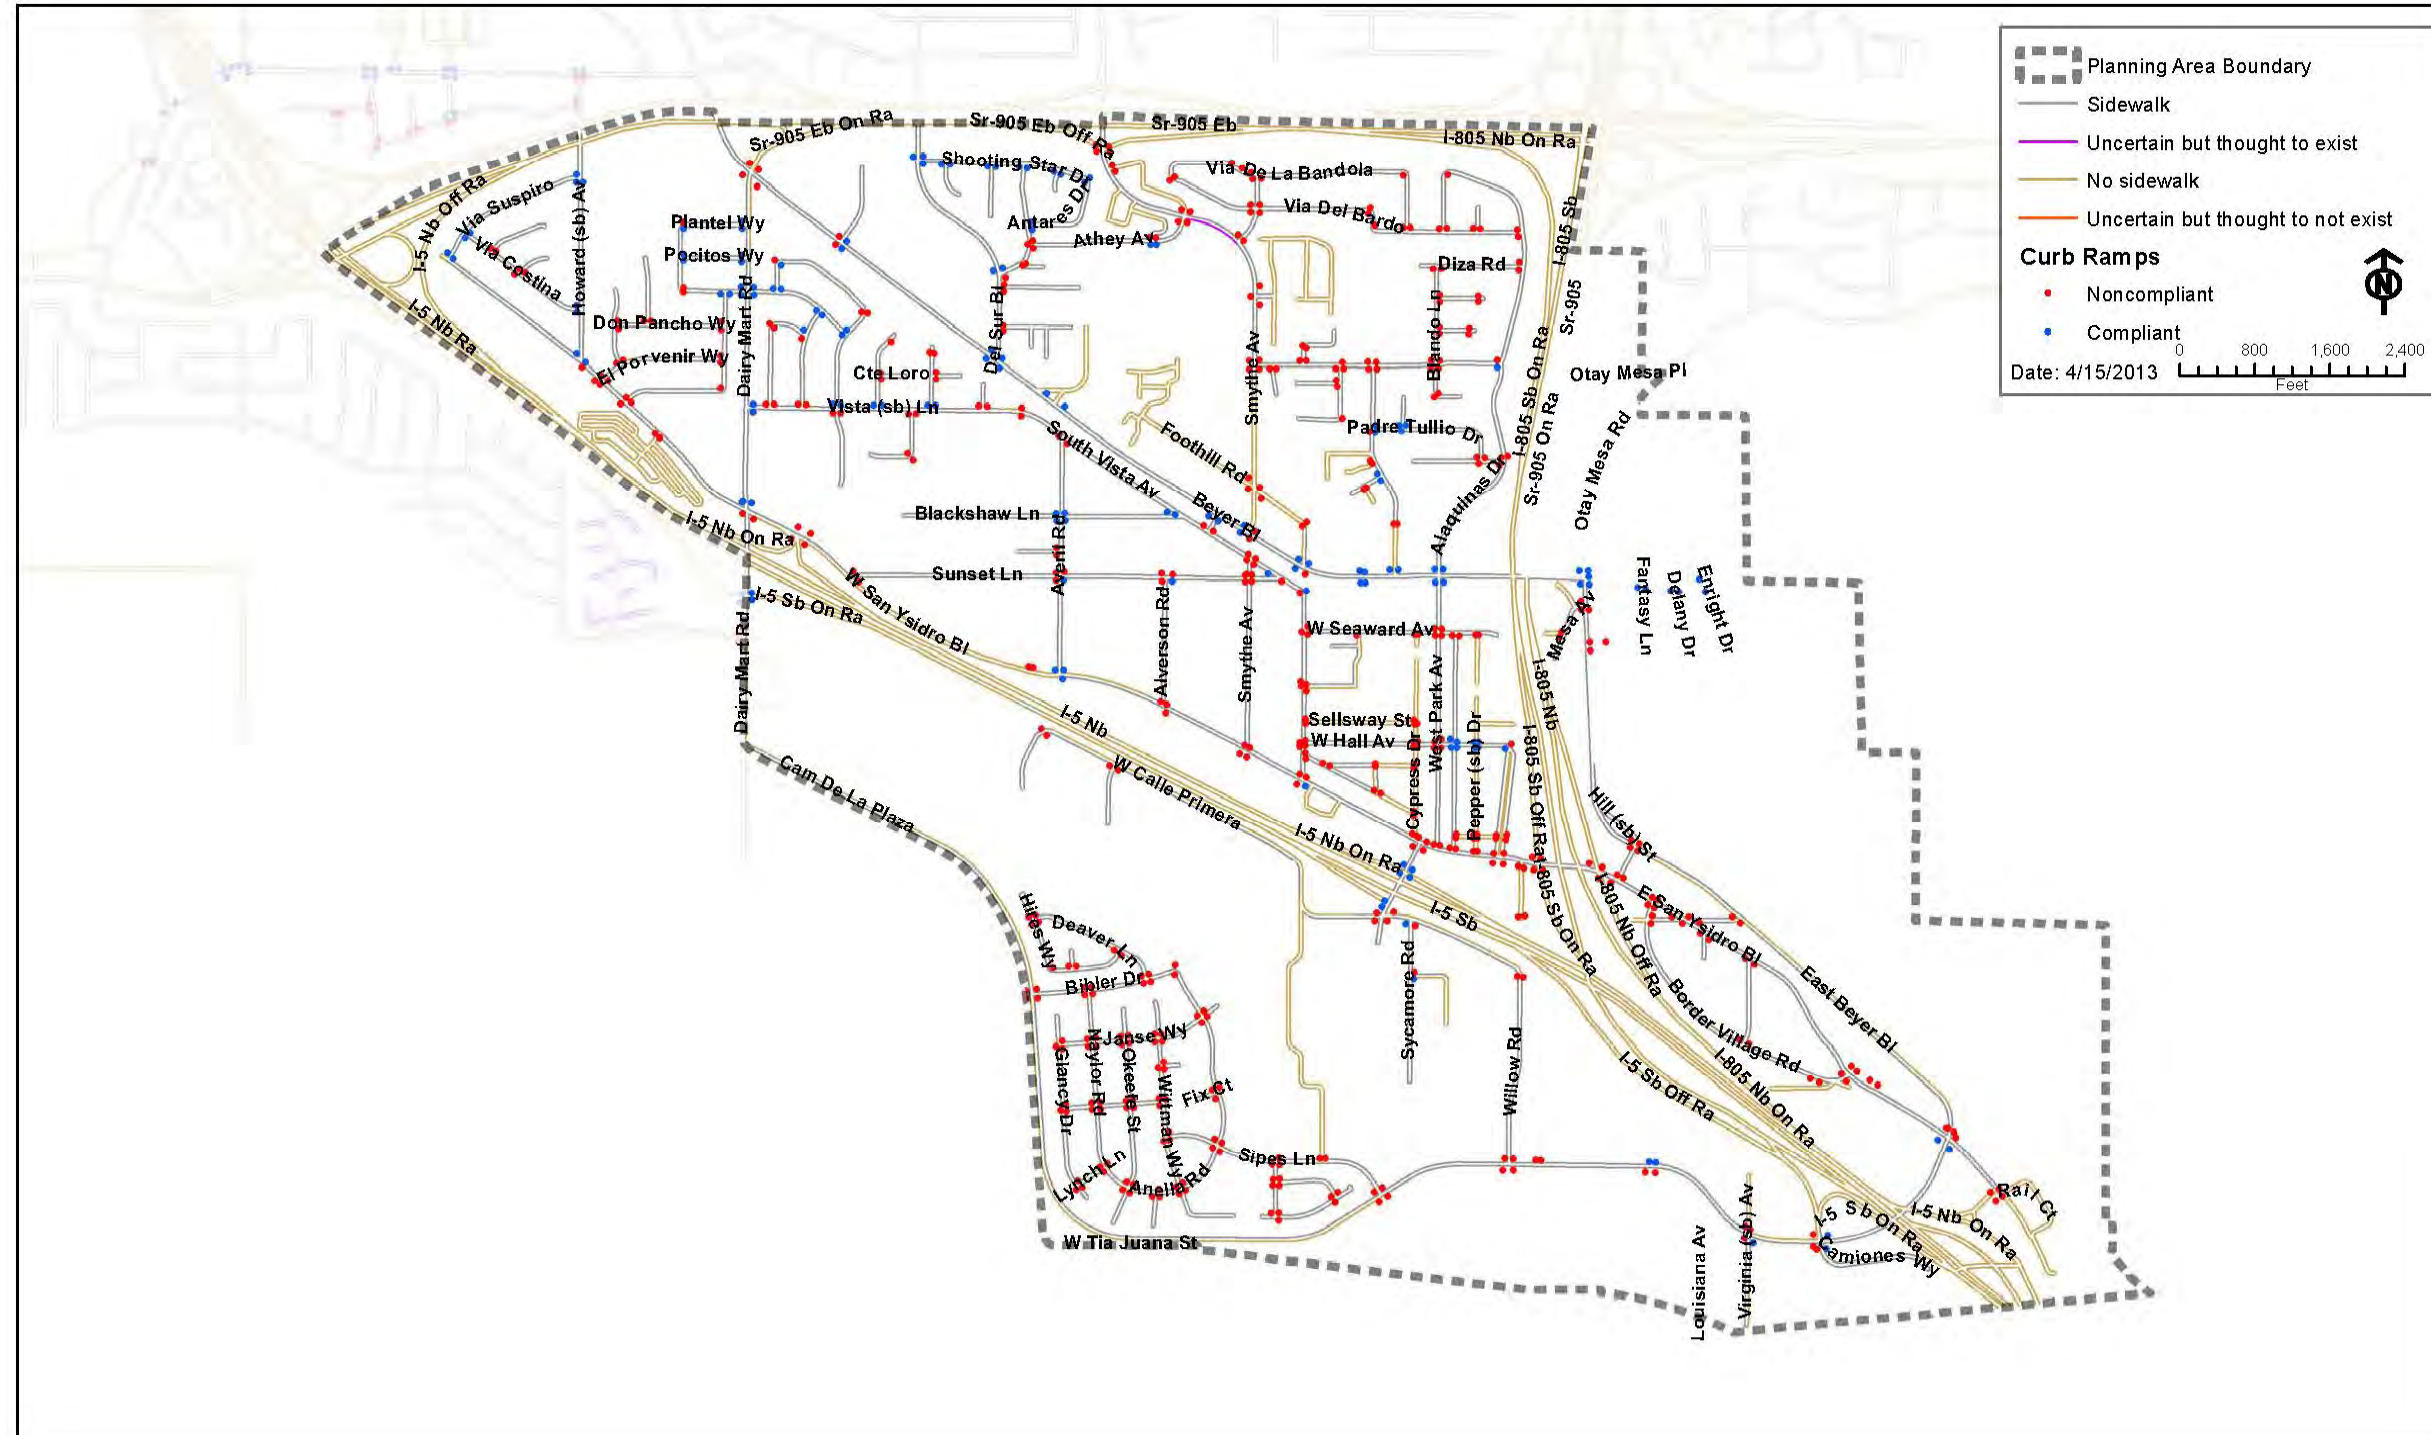 Planning Area Boundary
Sidewalk
Uncertain but thought to exist
No sidewalk
Uncertain but thought to not exist
Curb Ramps
Noncompliant
Compliant
Date: 4/15/2013
0 800 1,600 2,400
Feet
N
Sr-905 Eb On Ra
Sr-905 Eb Off Ra
Sr-905 Eb
I-805 Nb On Ra
Shooting Star Dr
Via De La Bandola
I-5 Nb Off Ra
Via Suspiro
Howard (sb) Av
Plantel Wy
Antares Dr
Via Del Bardo
I-805 Sb
Via Costina
Pocitos Wy
Athey Av
Diza Rd
Sr-905
I-5 Nb Ra
Don Pancho Wy
Dairy Mart Rd
Del Sur Bl
Smythe Av
Blando Ln
I-805 Sb On Ra
El Porvenir Wy
Cte Loro
Otay Mesa Pl
Vista (sb) Ln
Padre Tullio Dr
Sr-905 On Ra
Otay Mesa Rd
South Vista Av
Foothill Rd
Alaquinas Dr
I-5 Nb On Ra
Blackshaw Ln
Beyer Bl
Averil Rd
Sunset Ln
W San Ysidro Bl
I-5 Sb On Ra
Dairy Mart Rd
Alverson Rd
Smythe Av
W Seaward Av
Mesa Av
Fantasy Ln
Delany Dr
Enright Dr
West Park Av
I-805 Nb
I-5 Nb
Sellsway St
W Hall Av
Cypress Dr
Pepper (sb) Dr
I-805 Sb Off Ra
Cam De La Plaza
W Calle Primera
Hill (sb) St
I-5 Nb On Ra
I-805 Sb On Ra
I-805 Nb Off Ra
E San Ysidro Bl
Hires Wy
Deaver Ln
I-5 Sb
Bibler Dr
Sycamore Rd
Border Village Rd
East Beyer Bl
Janse Wy
Glancy Dr
Naylor Rd
Okeefe St
Wittman Wy
Fix Ct
Willow Rd
I-5 Sb Off Ra
I-805 Nb On Ra
Lynch Ln
Anella Rd
Sipes Ln
Rail Ct
W Tia Juana St
Louisiana Av
Virginia (sb) Av
I-5 Sb On Ra
I-5 Nb On Ra
Camiones Wy